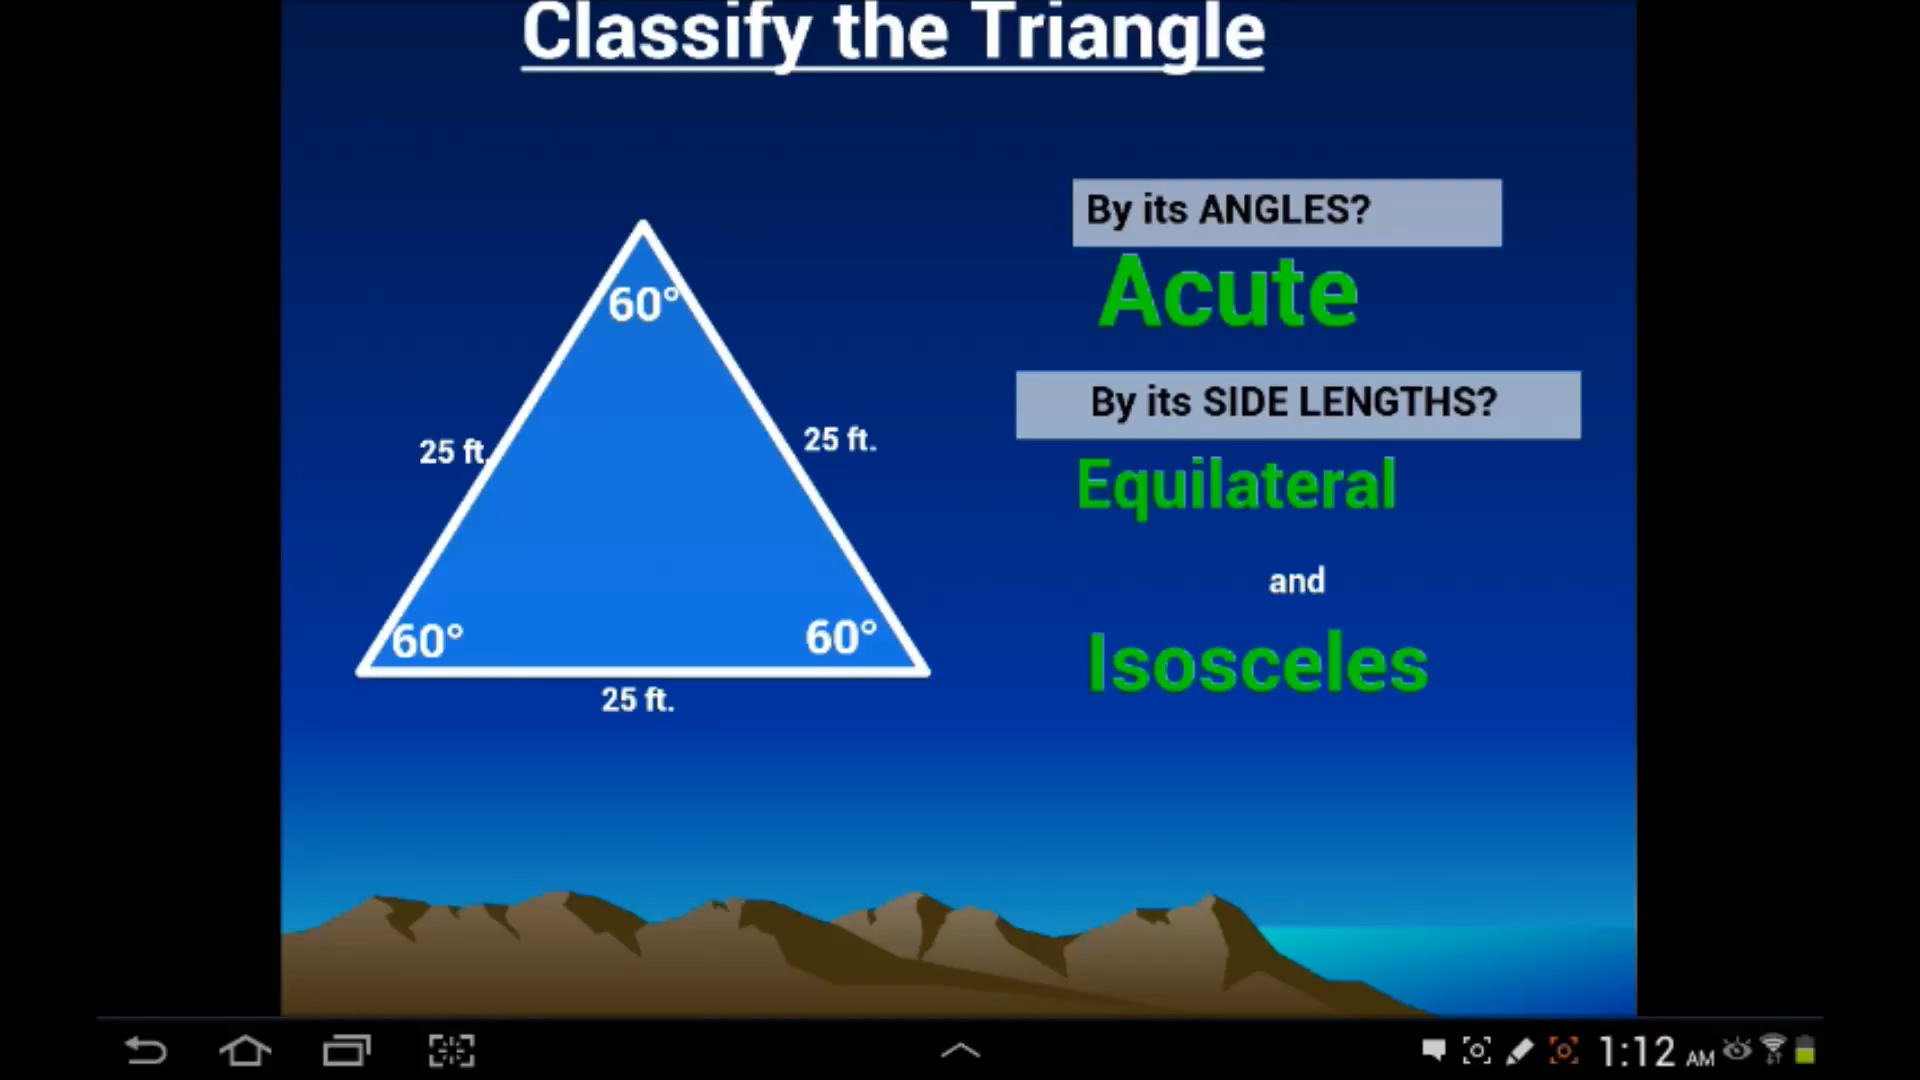 Classify the Triangle
By its ANGLES?
Acute
60°
By its SIDE LENGTHS?
25 ft.
25 ft.
Equilateral
and
60°
60°
Isosceles
25 ft.
1:12 AM